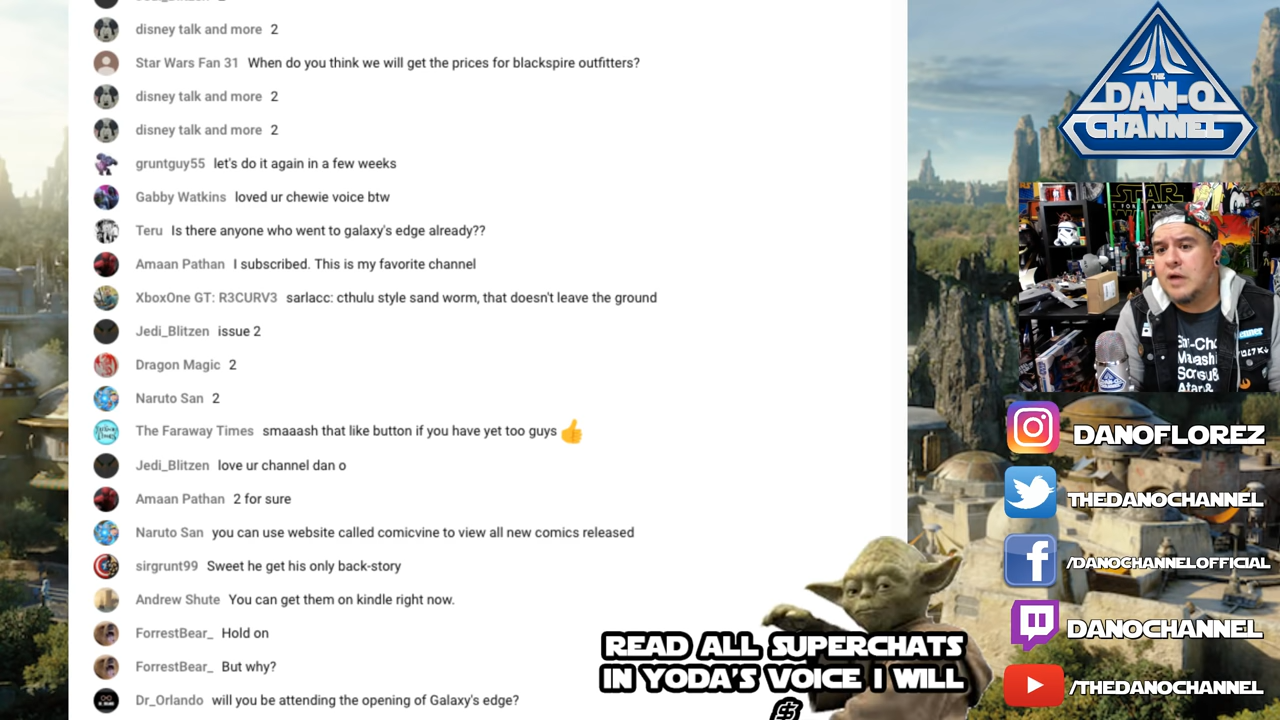 disney talk and more 2
Star Wars Fan 31 When do you think we will get the prices for blackspire outfitters?
disney talk and more 2
disney talk and more 2
gruntguy55 let's do it again in a few weeks
Gabby Watkins loved ur chewie voice btw
Teru Is there anyone who went to galaxy's edge already??
Amaan Pathan I subscribed. This is my favorite channel
XboxOne GT: R3CURV3 sarlacc: cthulu style sand worm, that doesn't leave the ground
Jedi_Blitzen issue 2
Dragon Magic 2
Naruto San 2
The Faraway Times smaaash that like button if you have yet too guys 👍
Jedi_Blitzen love ur channel dan o
Amaan Pathan 2 for sure
Naruto San you can use website called comicvine to view all new comics released
sirgrunt99 Sweet he get his only back-story
Andrew Shute You can get them on kindle right now.
ForrestBear_ Hold on
ForrestBear_ But why?
Dr_Orlando will you be attending the opening of Galaxy's edge?
READ ALL SUPERCHATS
IN YODA'S VOICE I WILL
$
THE
DAN-O
CHANNEL
STAR
DANOFLOREZ
THEDANOCHANNEL
/DANOCHANNELOFFICIAL
DANOCHANNEL
/THEDANOCHANNEL